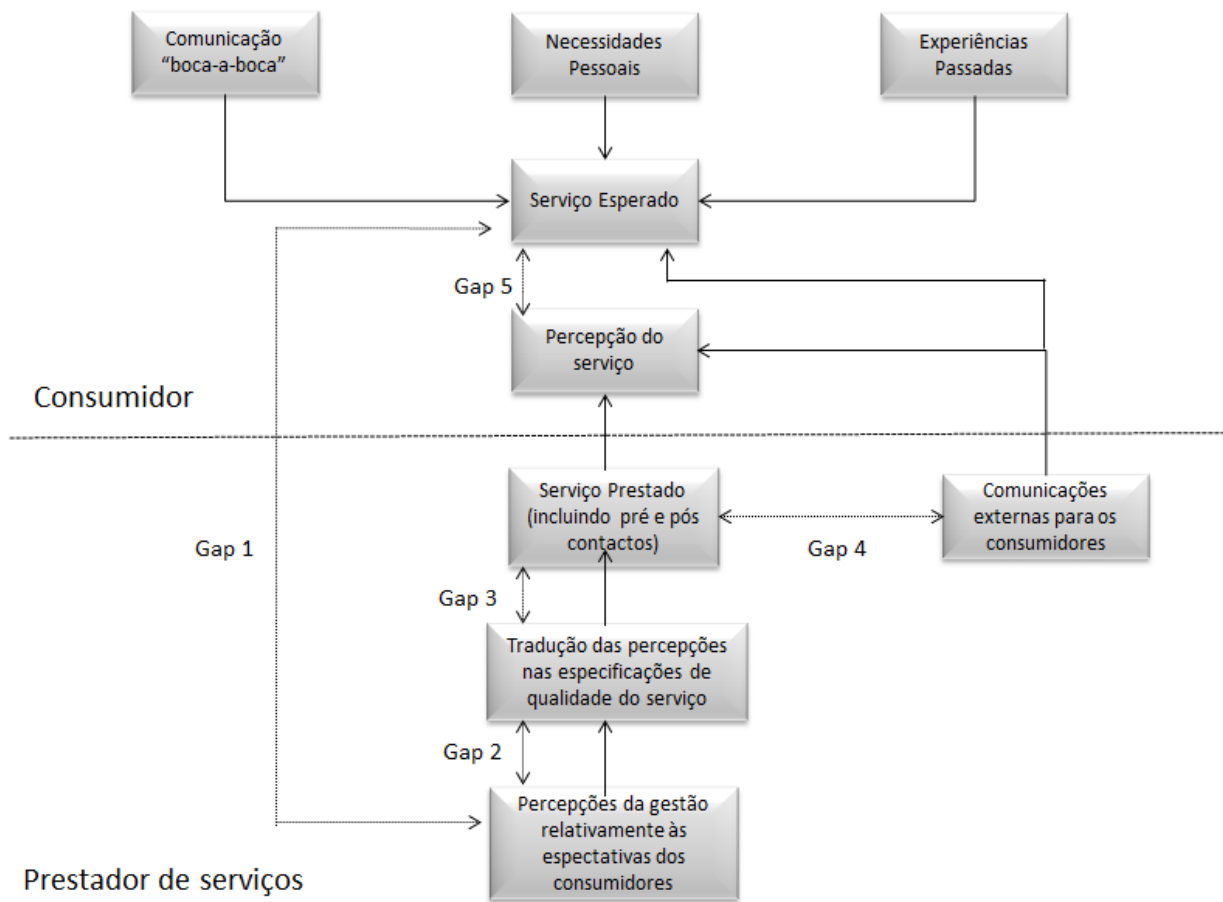 Comunicação
“boca-a-boca”
Necessidades
Pessoais
Experiências
Passadas
Serviço Esperado
Gap 5
Percepção do
serviço
Consumidor
Serviço Prestado
(incluindo pré e pós
contactos)
Comunicações
externas para os
consumidores
Gap 1
Gap 4
Gap 3
Tradução das percepções
nas especificações de
qualidade do serviço
Gap 2
Percepções da gestão
relativamente às
espectativas dos
consumidores
Prestador de serviços